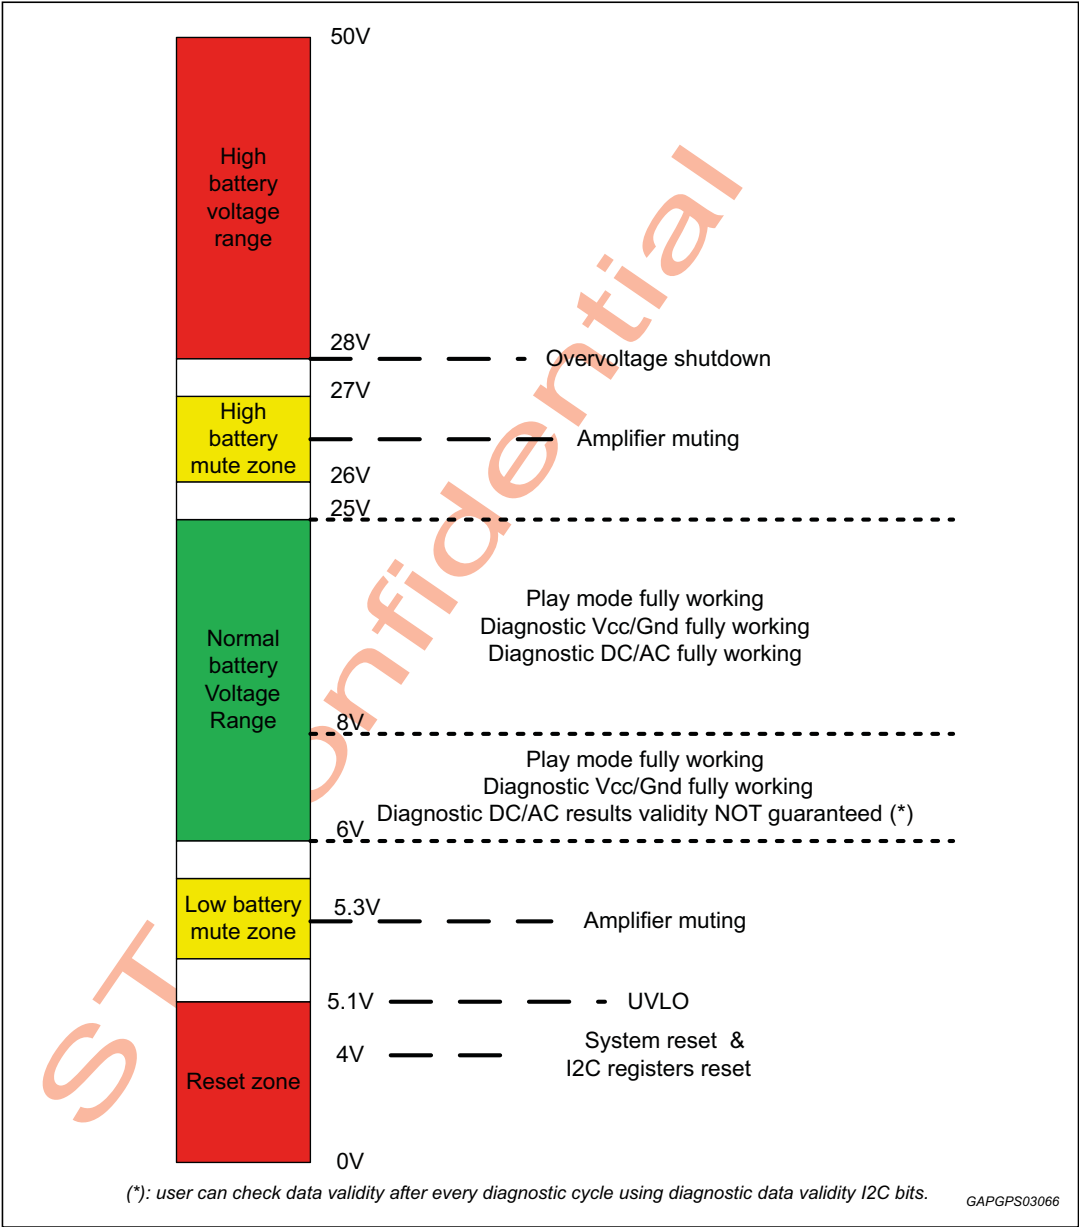 50V
High
battery
voltage
range
28V
Overvoltage shutdown
27V
High
battery
mute zone
Amplifier muting
26V
25V
Play mode fully working
Diagnostic Vcc/Gnd fully working
Diagnostic DC/AC fully working
Normal
battery
Voltage
Range
8V
Play mode fully working
Diagnostic Vcc/Gnd fully working
Diagnostic DC/AC results validity NOT guaranteed (*)
6V
Low battery
mute zone
5.3V
Amplifier muting
5.1V
UVLO
4V
System reset &
I2C registers reset
Reset zone
0V
(*): user can check data validity after every diagnostic cycle using diagnostic data validity I2C bits.
GAPGPS03066
ST Confidential